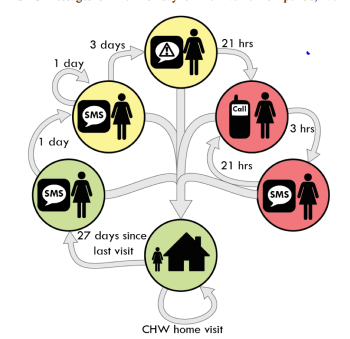 3 days
21 hrs
1 day
SMS
Call
3 hrs
1 day
21 hrs
SMS
SMS
27 days since
last visit
CHW home visit